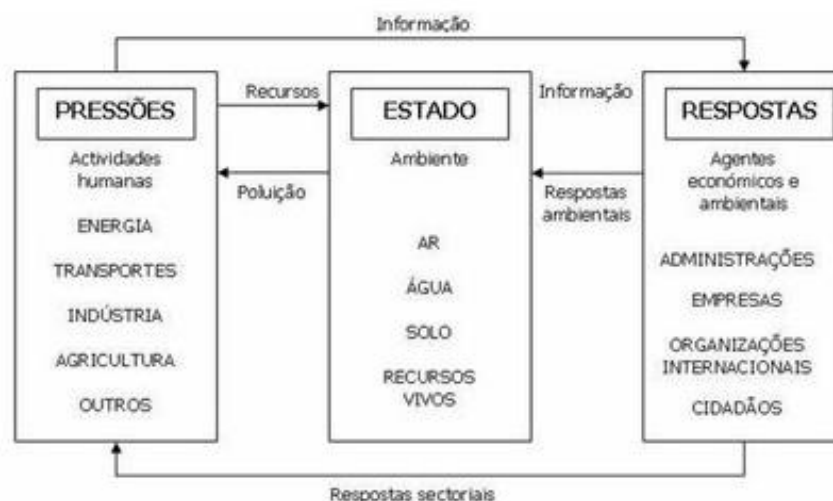 Informação
PRESSÕES
Actividades
humanas
ENERGIA
TRANSPORTES
INDÚSTRIA
AGRICULTURA
OUTROS
Recursos
Poluição
ESTADO
Ambiente
AR
ÁGUA
SOLO
RECURSOS
VIVOS
Informação
Respostas
ambientais
RESPOSTAS
Agentes
económicos e
ambientais
ADMINISTRAÇÕES
EMPRESAS
ORGANIZAÇÕES
INTERNACIONAIS
CIDADÃOS
Respostas sectoriais